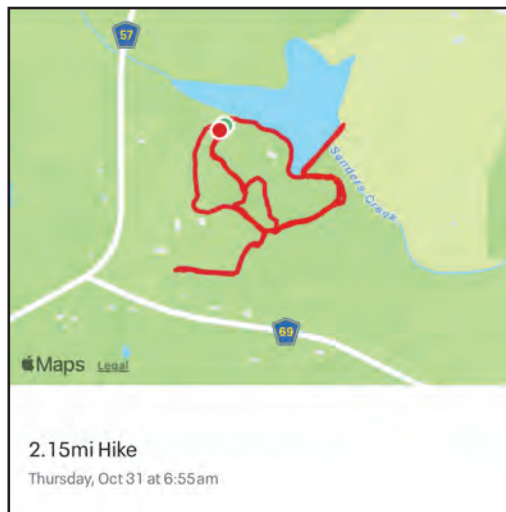 57
Sanders Creek
69
Maps Legal
2.15mi Hike
Thursday, Oct 31 at 6:55am